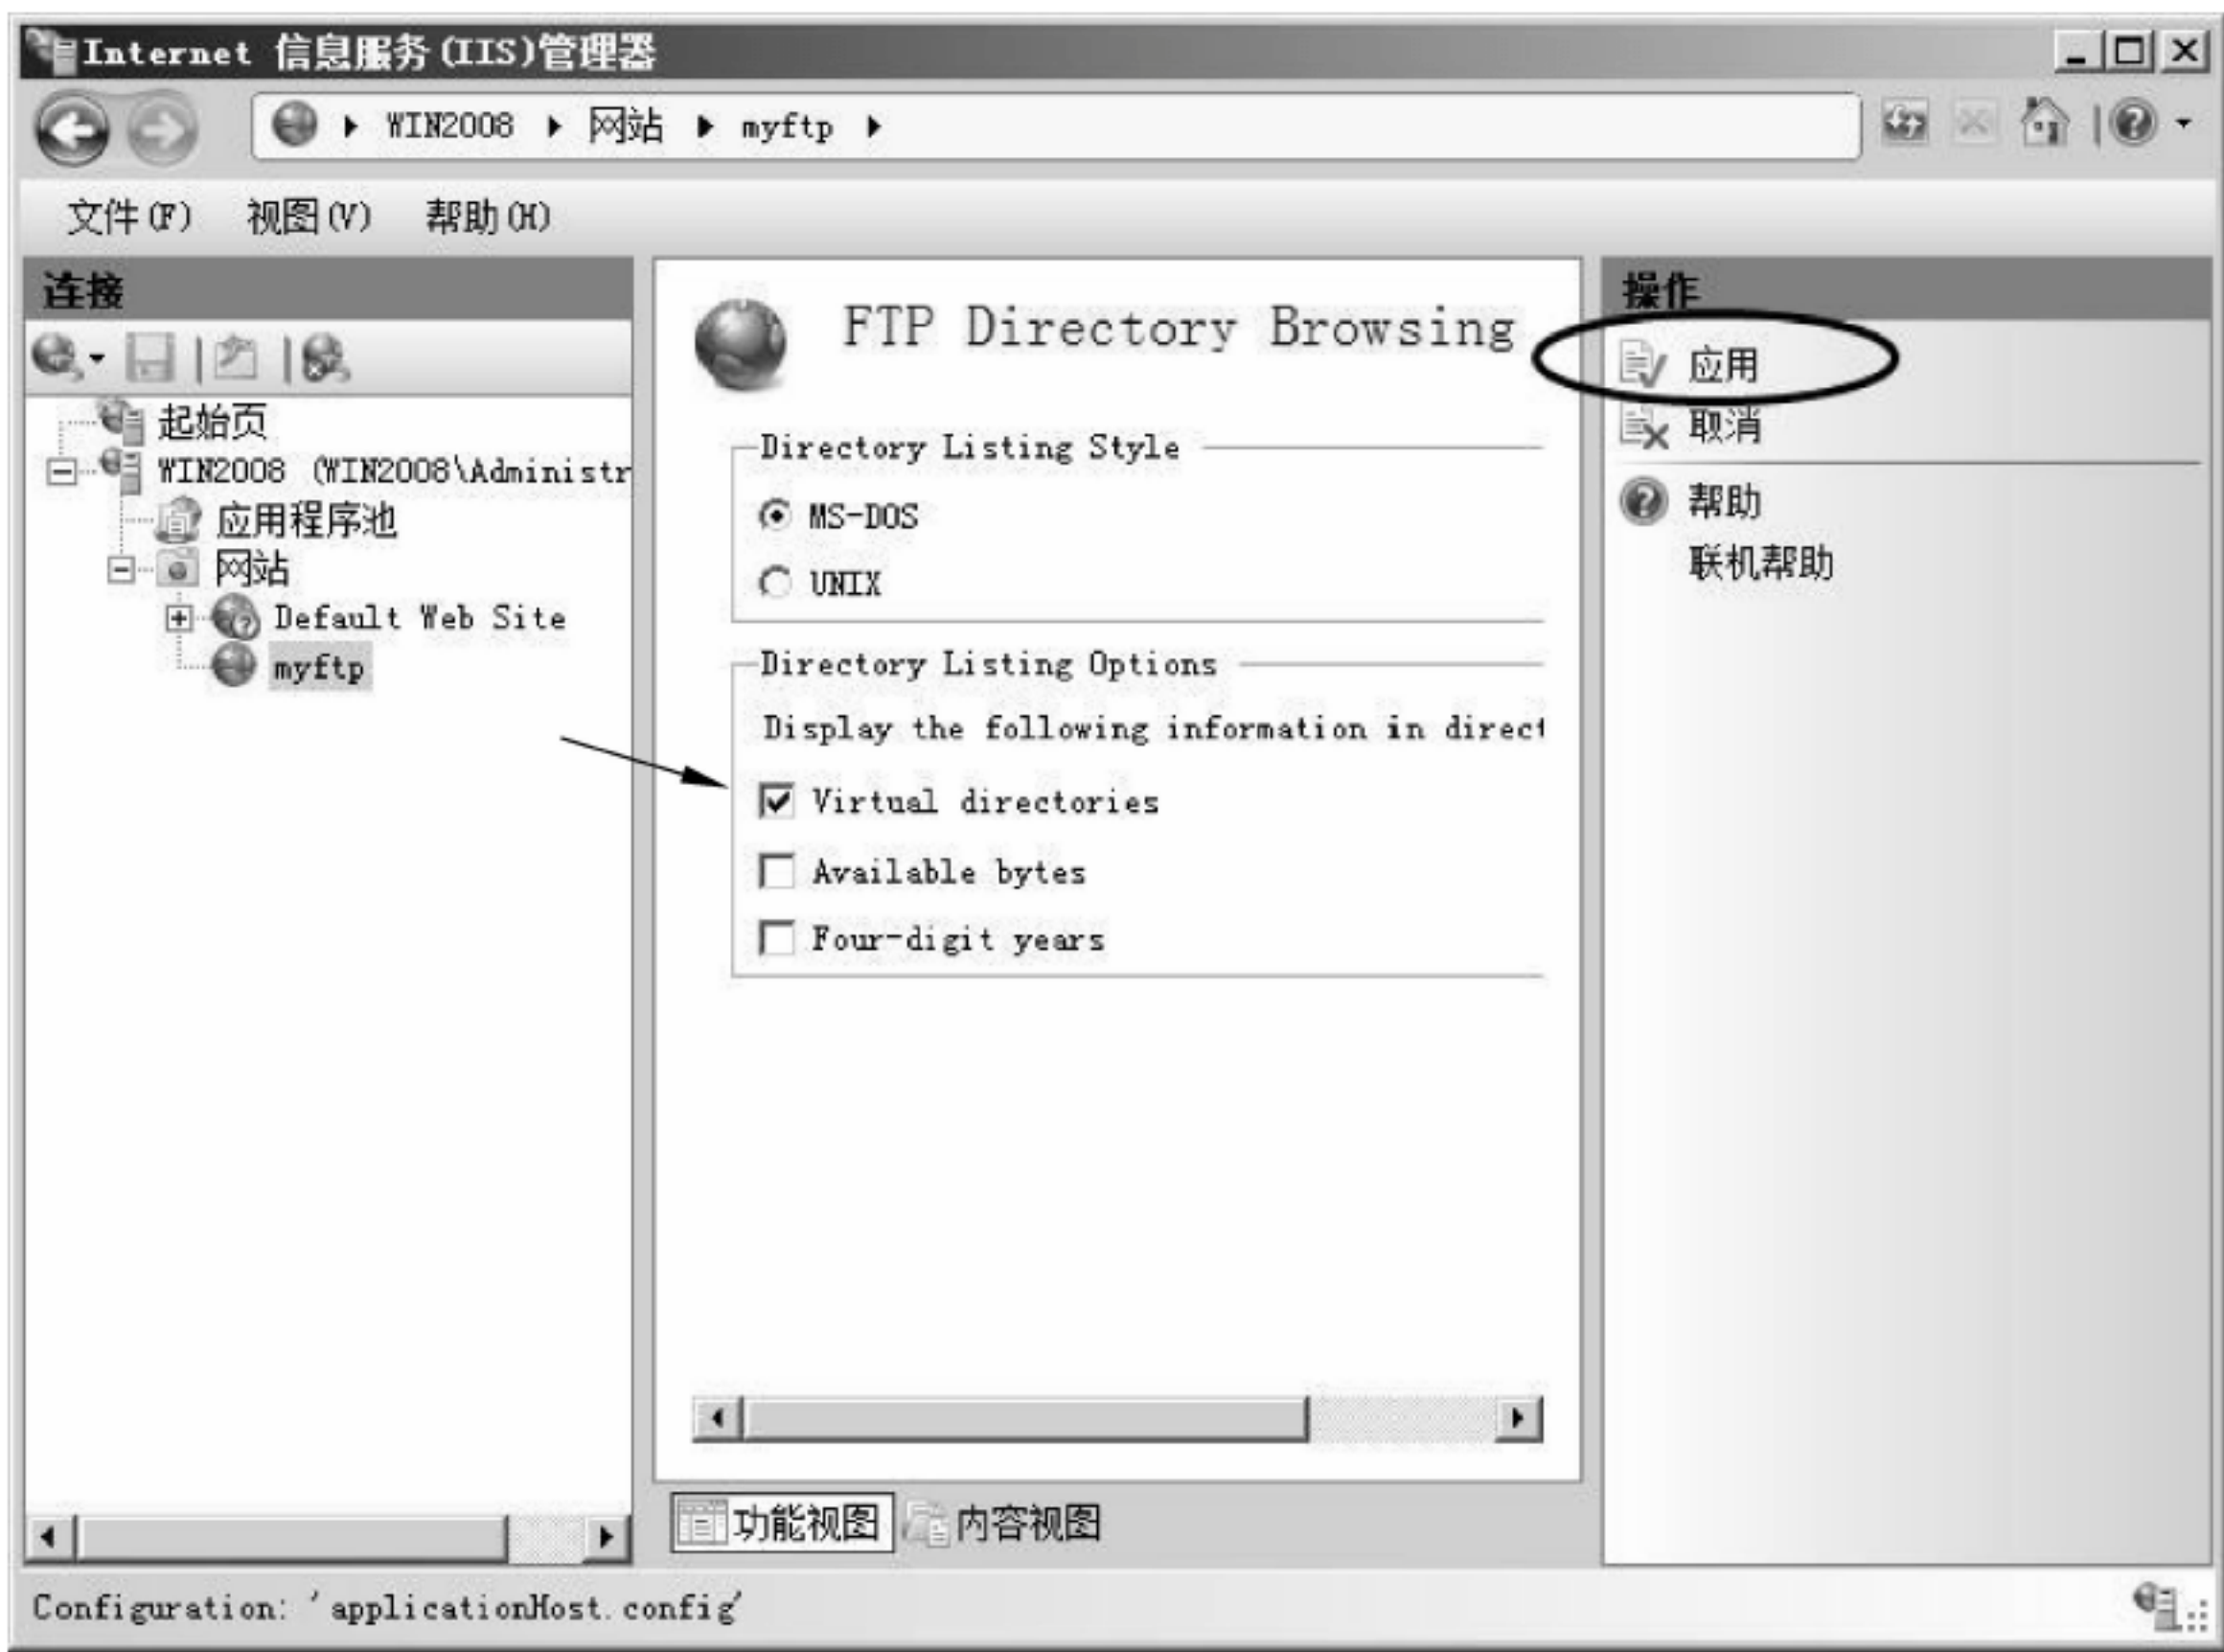 Internet 信息服务(IIS)管理器
WIN2008 网站 myftp
文件(F) 视图(V) 帮助(H)
连接
起始页
WIN2008 (WIN2008\Administr
应用程序池
网站
Default Web Site
myftp
FTP Directory Browsing
Directory Listing Style
MS-DOS
UNIX
Directory Listing Options
Display the following information in direct
Virtual directories
Available bytes
Four-digit years
功能视图 内容视图
操作
应用
取消
帮助
联机帮助
Configuration: 'applicationHost.config'